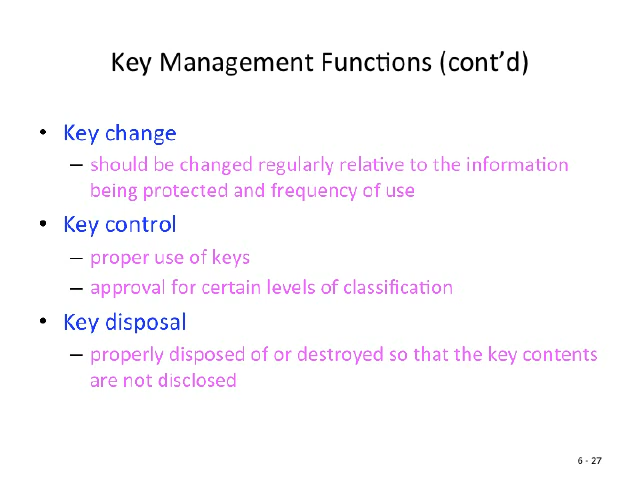 Key Management Functions (cont’d)
• Key change
– should be changed regularly relative to the information
being protected and frequency of use
• Key control
– proper use of keys
– approval for certain levels of classification
• Key disposal
– properly disposed of or destroyed so that the key contents
are not disclosed
6 - 27